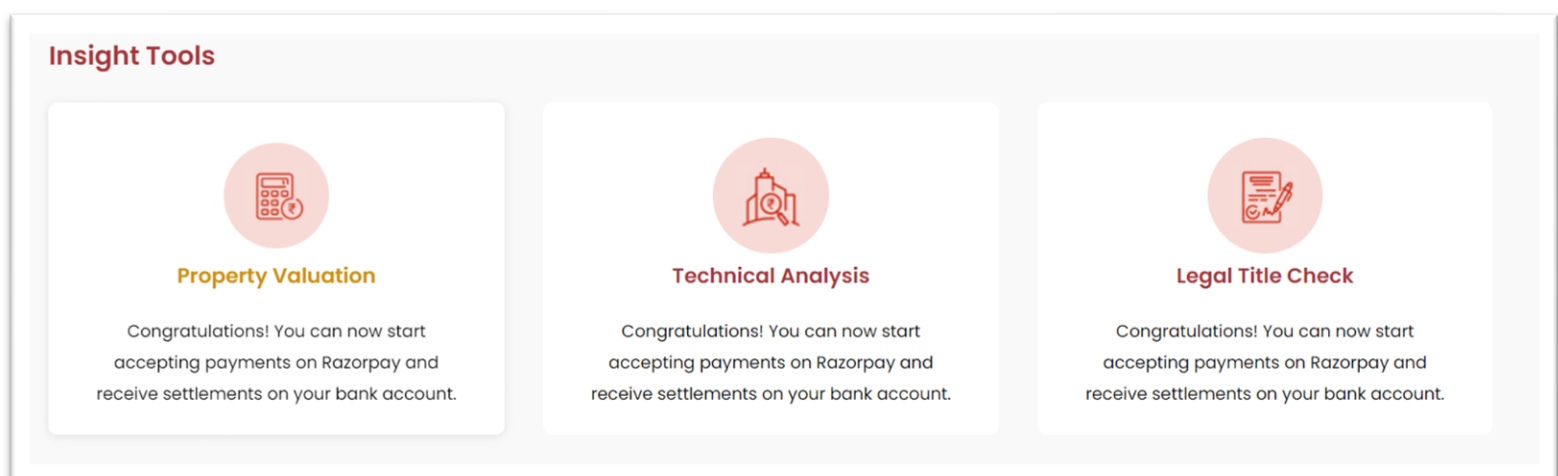 Insight Tools
Property Valuation
Congratulations! You can now start
accepting payments on Razorpay and
receive settlements on your bank account.
Technical Analysis
Congratulations! You can now start
accepting payments on Razorpay and
receive settlements on your bank account.
Legal Title Check
Congratulations! You can now start
accepting payments on Razorpay and
receive settlements on your bank account.